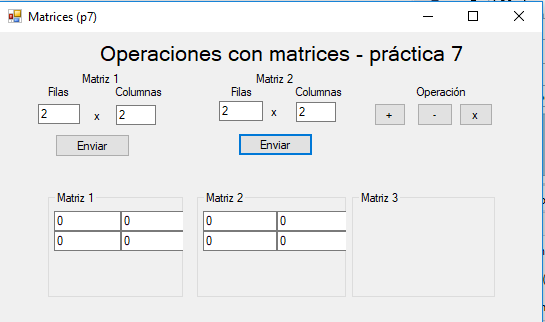 Matrices (p7)
Operaciones con matrices - práctica 7
Matriz 1
Matriz 2
Filas
Columnas
Filas
Columnas
Operación
2 x 2
2 x 2
+ - x
Enviar
Enviar
Matriz 1
0 0
0 0
Matriz 2
0 0
0 0
Matriz 3